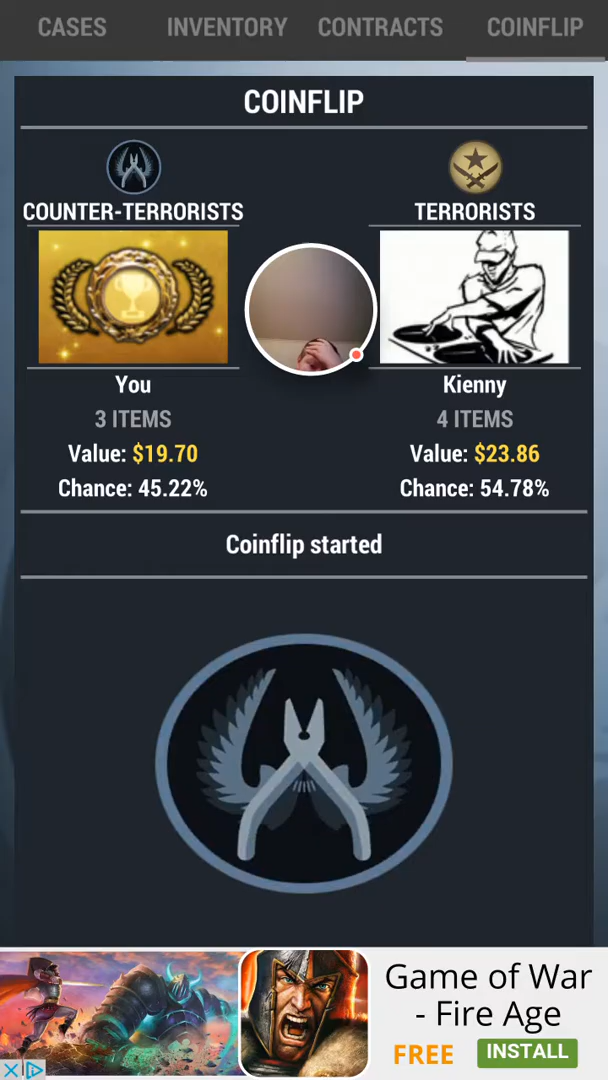 CASES INVENTORY CONTRACTS COINFLIP
COINFLIP
COUNTER-TERRORISTS
TERRORISTS
You
Kienny
3 ITEMS
4 ITEMS
Value: $19.70
Value: $23.86
Chance: 45.22%
Chance: 54.78%
Coinflip started
Game of War
- Fire Age
FREE
INSTALL